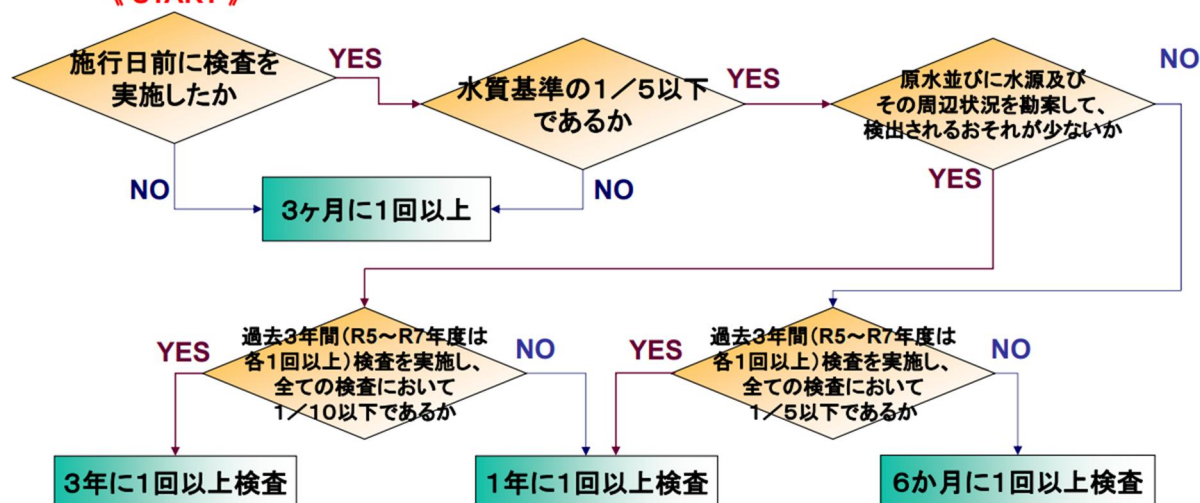 《 START 》
施行日前に検査を
実施したか
YES
水質基準の1／5以下
であるか
YES
原水並びに水源及び
その周辺状況を勘案して、
検出されるおそれが少ないか
NO
NO
3ヶ月に1回以上
NO
YES
過去3年間(R5～R7年度は
各1回以上)検査を実施し、
全ての検査において
1／10以下であるか
YES
NO
過去3年間(R5～R7年度は
各1回以上)検査を実施し、
全ての検査において
1／5以下であるか
YES
NO
3年に1回以上検査
1年に1回以上検査
6か月に1回以上検査